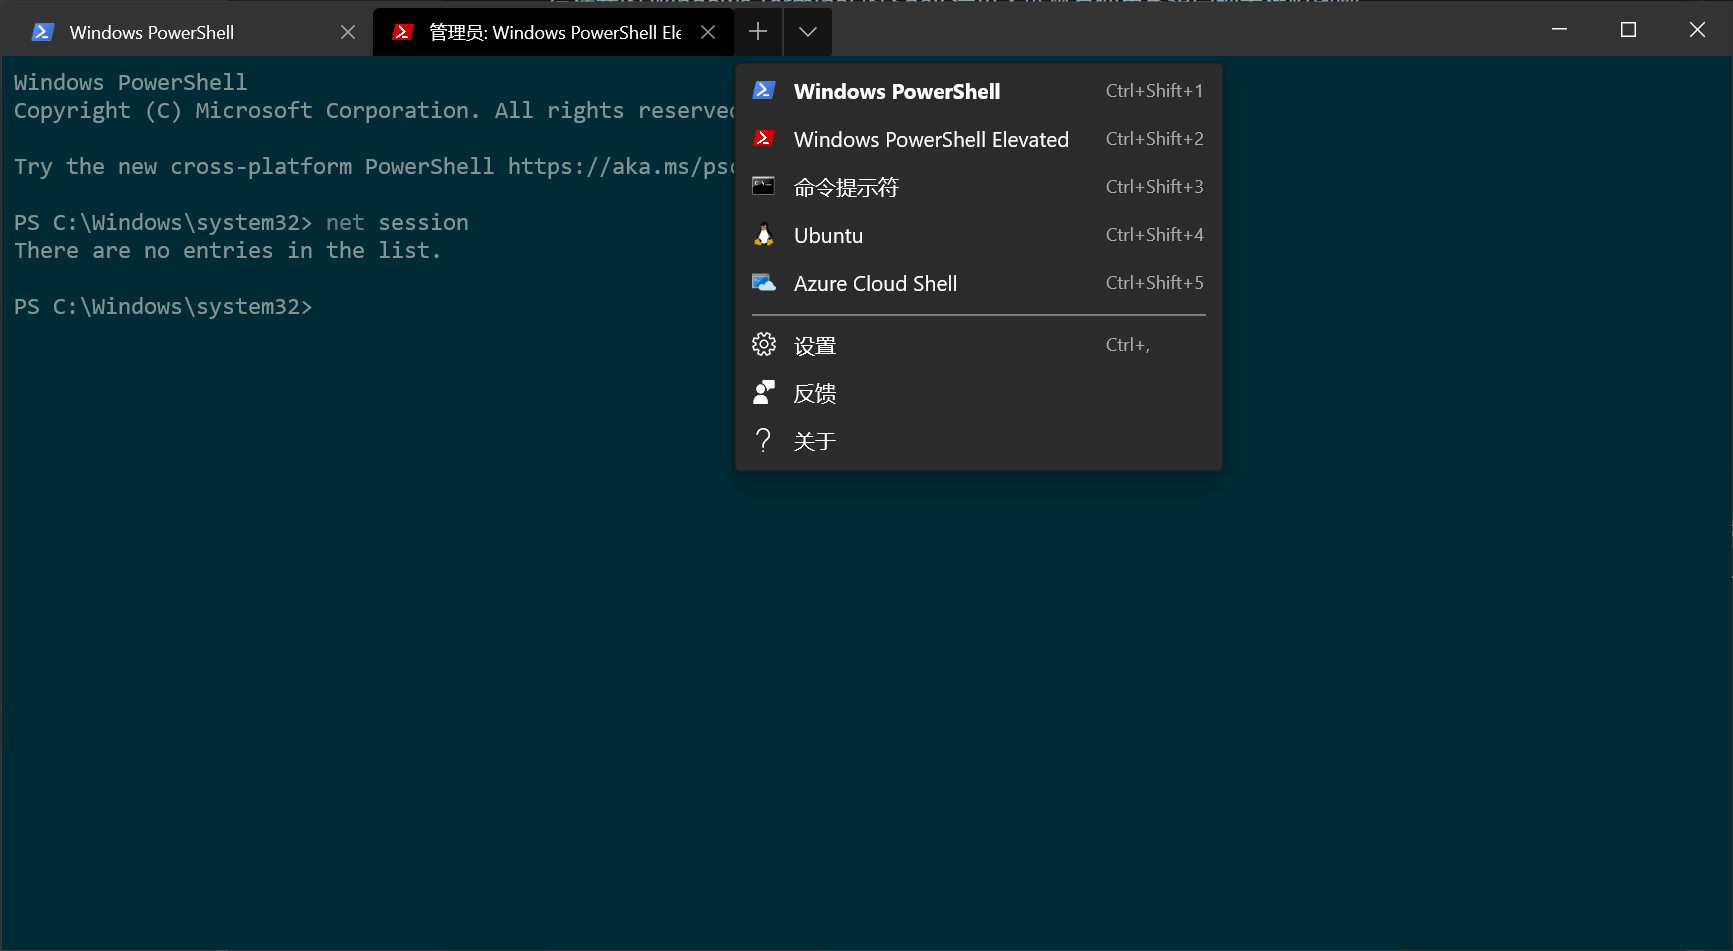 Windows PowerShell
管理员: Windows PowerShell Ele
Windows PowerShell
Copyright (C) Microsoft Corporation. All rights reserved
Try the new cross-platform PowerShell https://aka.ms/psc
PS C:\Windows\system32> net session
There are no entries in the list.
PS C:\Windows\system32>
Windows PowerShell Ctrl+Shift+1
Windows PowerShell Elevated Ctrl+Shift+2
命令提示符 Ctrl+Shift+3
Ubuntu Ctrl+Shift+4
Azure Cloud Shell Ctrl+Shift+5
设置 Ctrl+,
反馈
关于